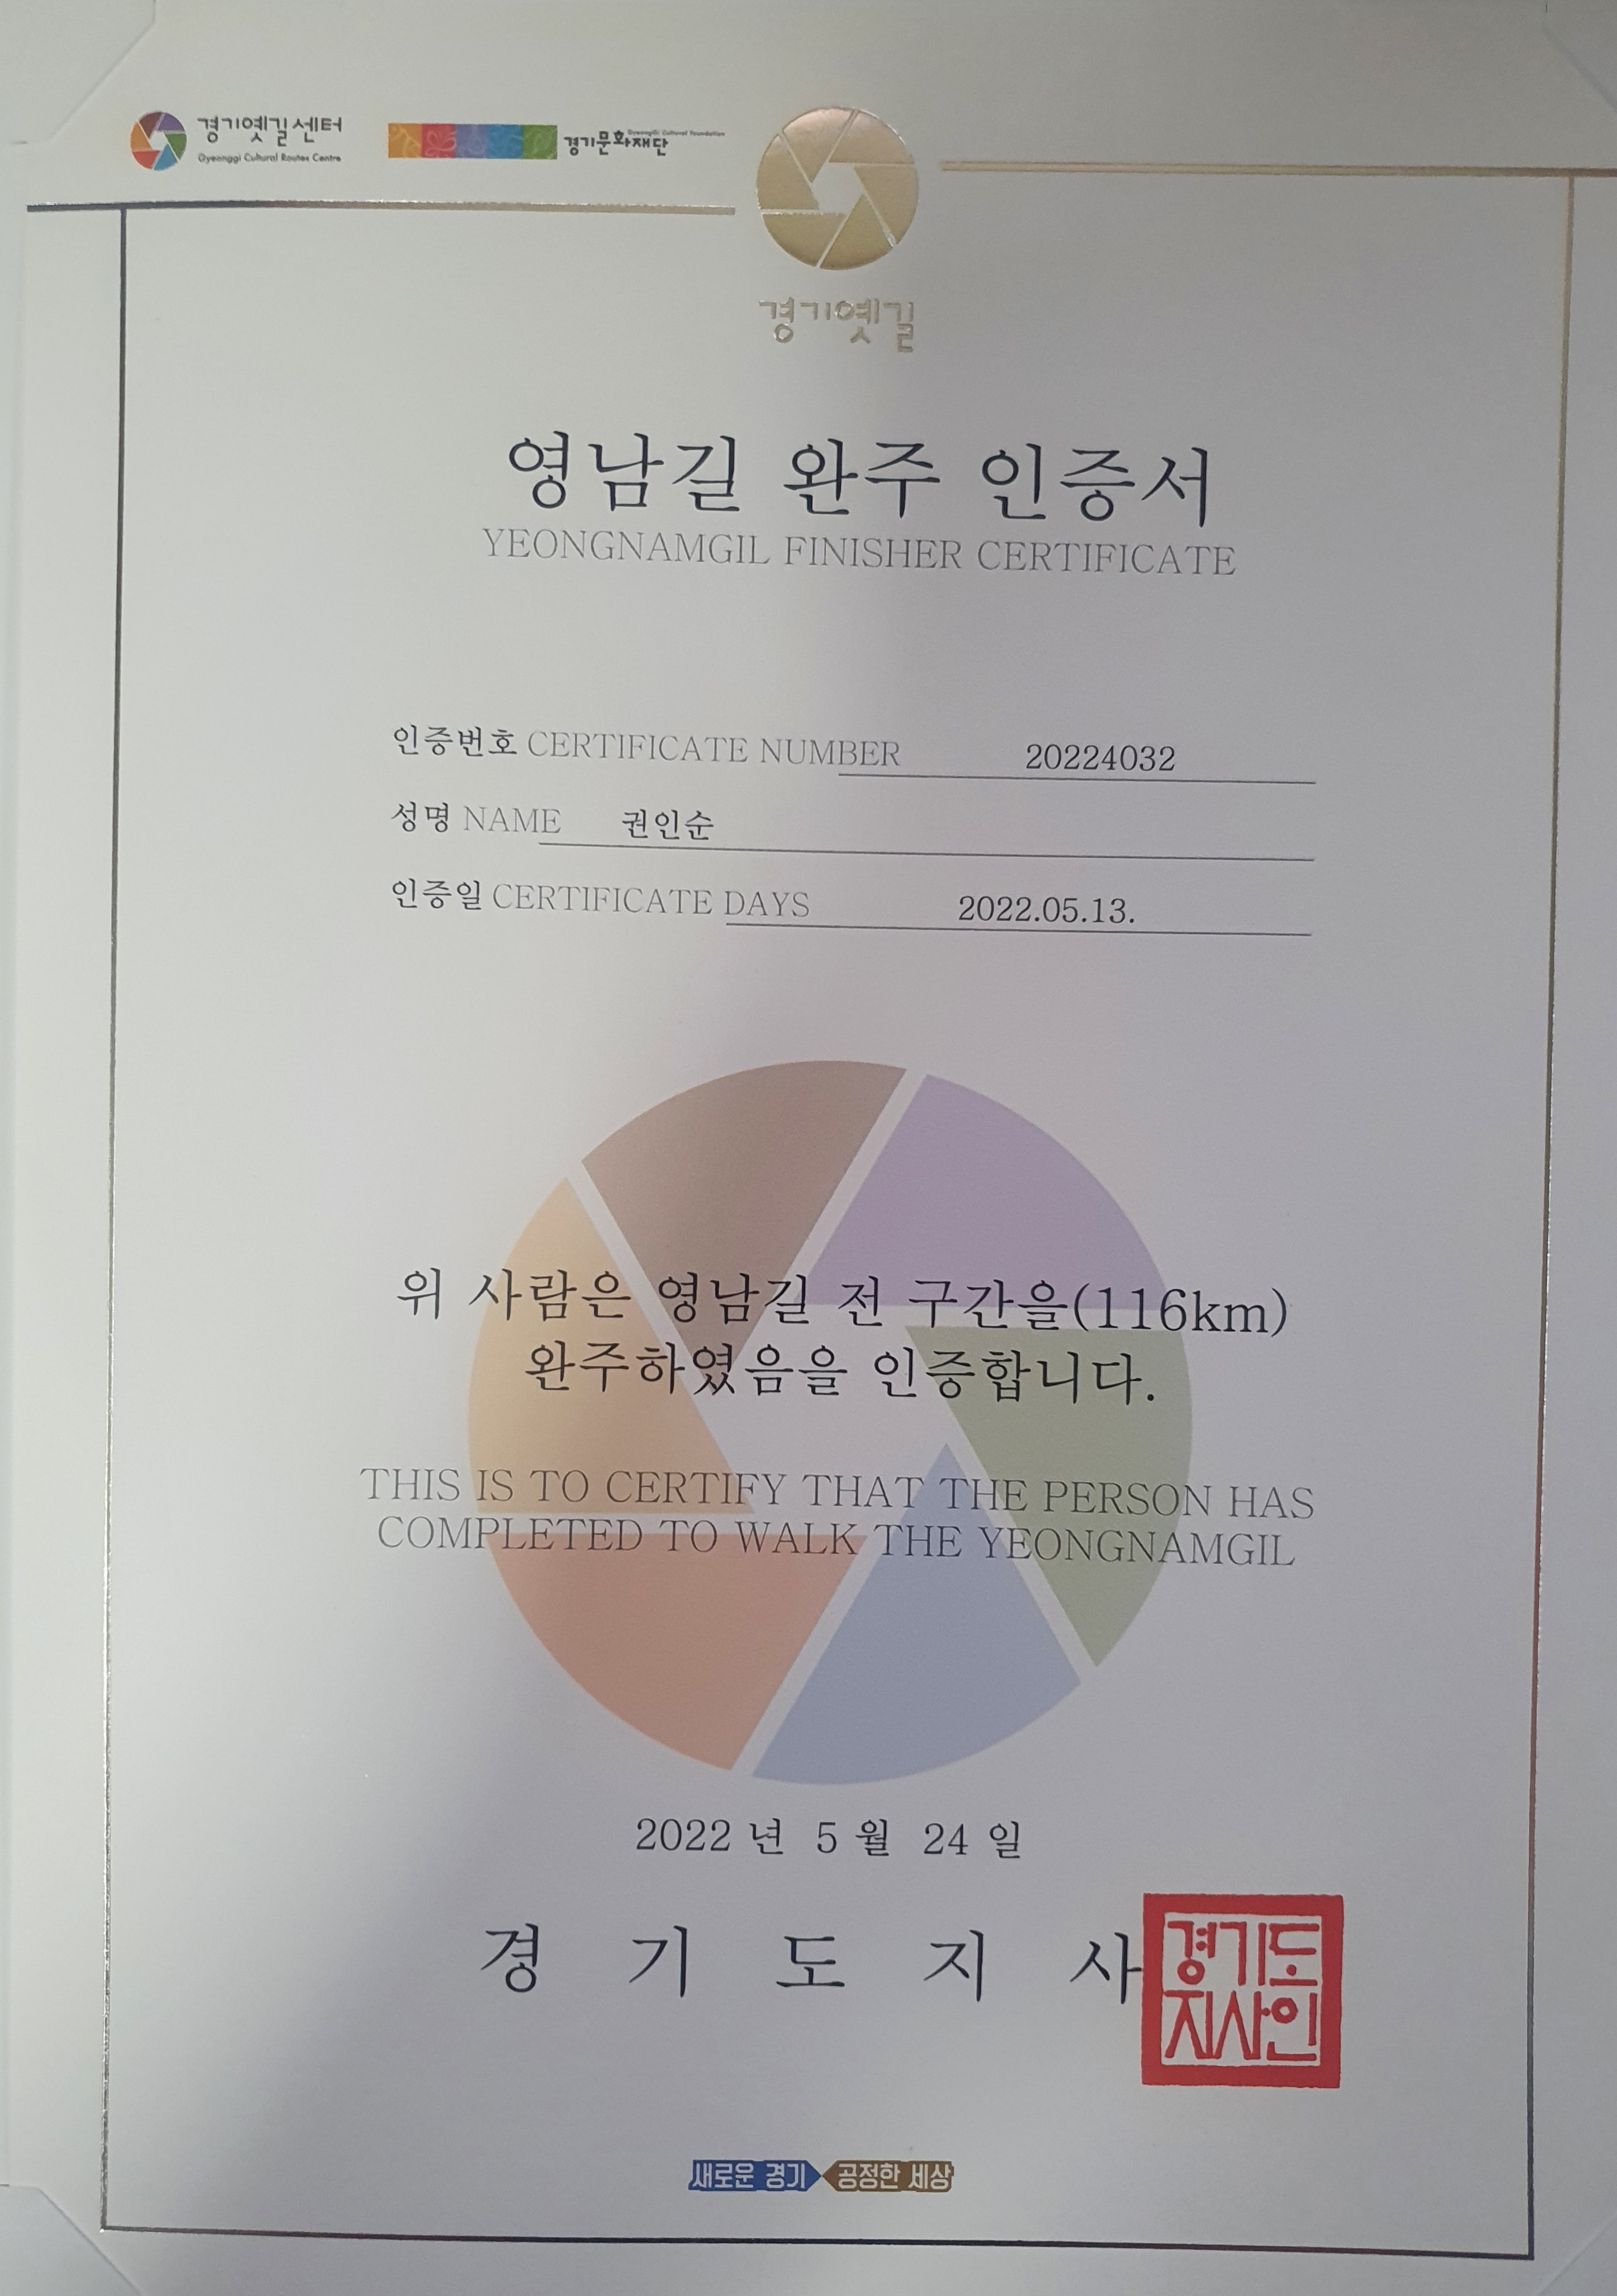 경기옛길센터
Gyeonggi Cultural Routes Centre
GyeongGi Cultural Foundation
경기문화재단
경기옛길
영남길 완주 인증서
YEONGNAMGIL FINISHER CERTIFICATE
인증번호 CERTIFICATE NUMBER 20224032
성명 NAME 권인순
인증일 CERTIFICATE DAYS 2022.05.13.
위 사람은 영남길 전 구간을(116km)
완주하였음을 인증합니다.
THIS IS TO CERTIFY THAT THE PERSON HAS
COMPLETED TO WALK THE YEONGNAMGIL
2022 년 5 월 24 일
경 기 도 지 사
경기도
지사인
새로운 경기 공정한 세상